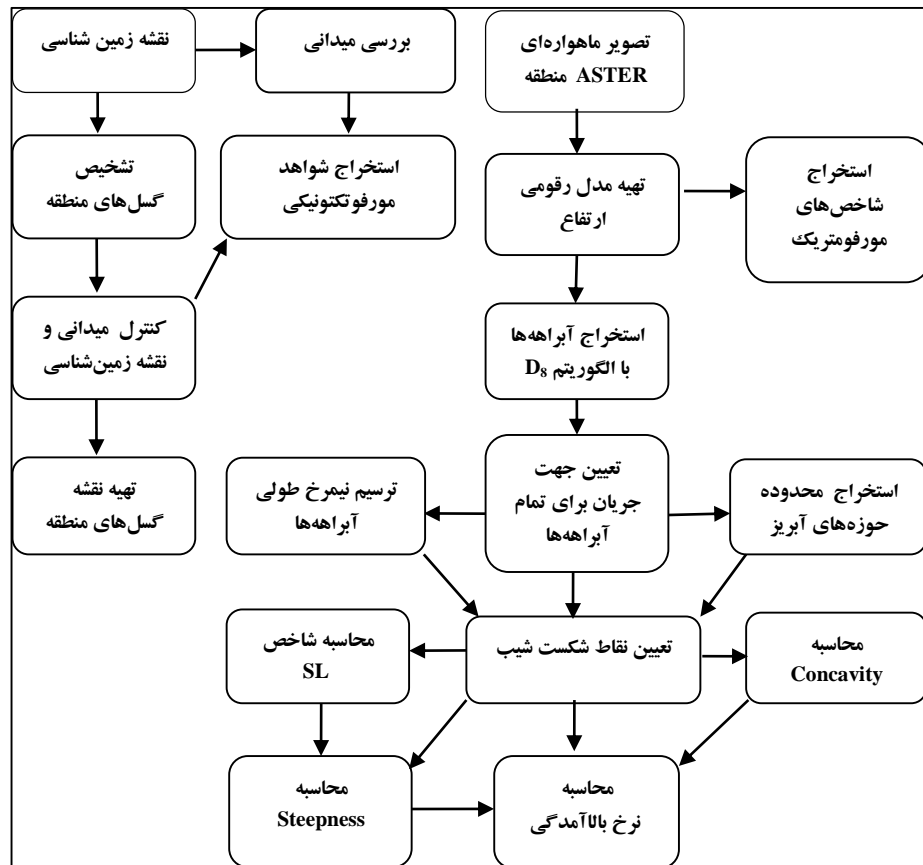 نقشه زمین شناسی
بررسی میدانی
تصویر ماهواره‌ای
ASTER منطقه
تشخیص
گسل‌های منطقه
استخراج شواهد
مورفوتکتونیکی
تهیه مدل رقومی
ارتفاع
استخراج
شاخص‌های
مورفومتریك
کنترل میدانی و
نقشه زمین‌شناسی
استخراج آبراهه‌ها
با الگوریتم D₈
تهیه نقشه
گسل‌های منطقه
ترسیم نیمرخ طولی
آبراهه‌ها
تعیین جهت
جریان برای تمام
آبراهه‌ها
استخراج محدوده
حوزه‌های آبریز
محاسبه شاخص
SL
تعیین نقاط شکست شیب
محاسبه
Concavity
محاسبه
Steepness
محاسبه
نرخ بالاآمدگی